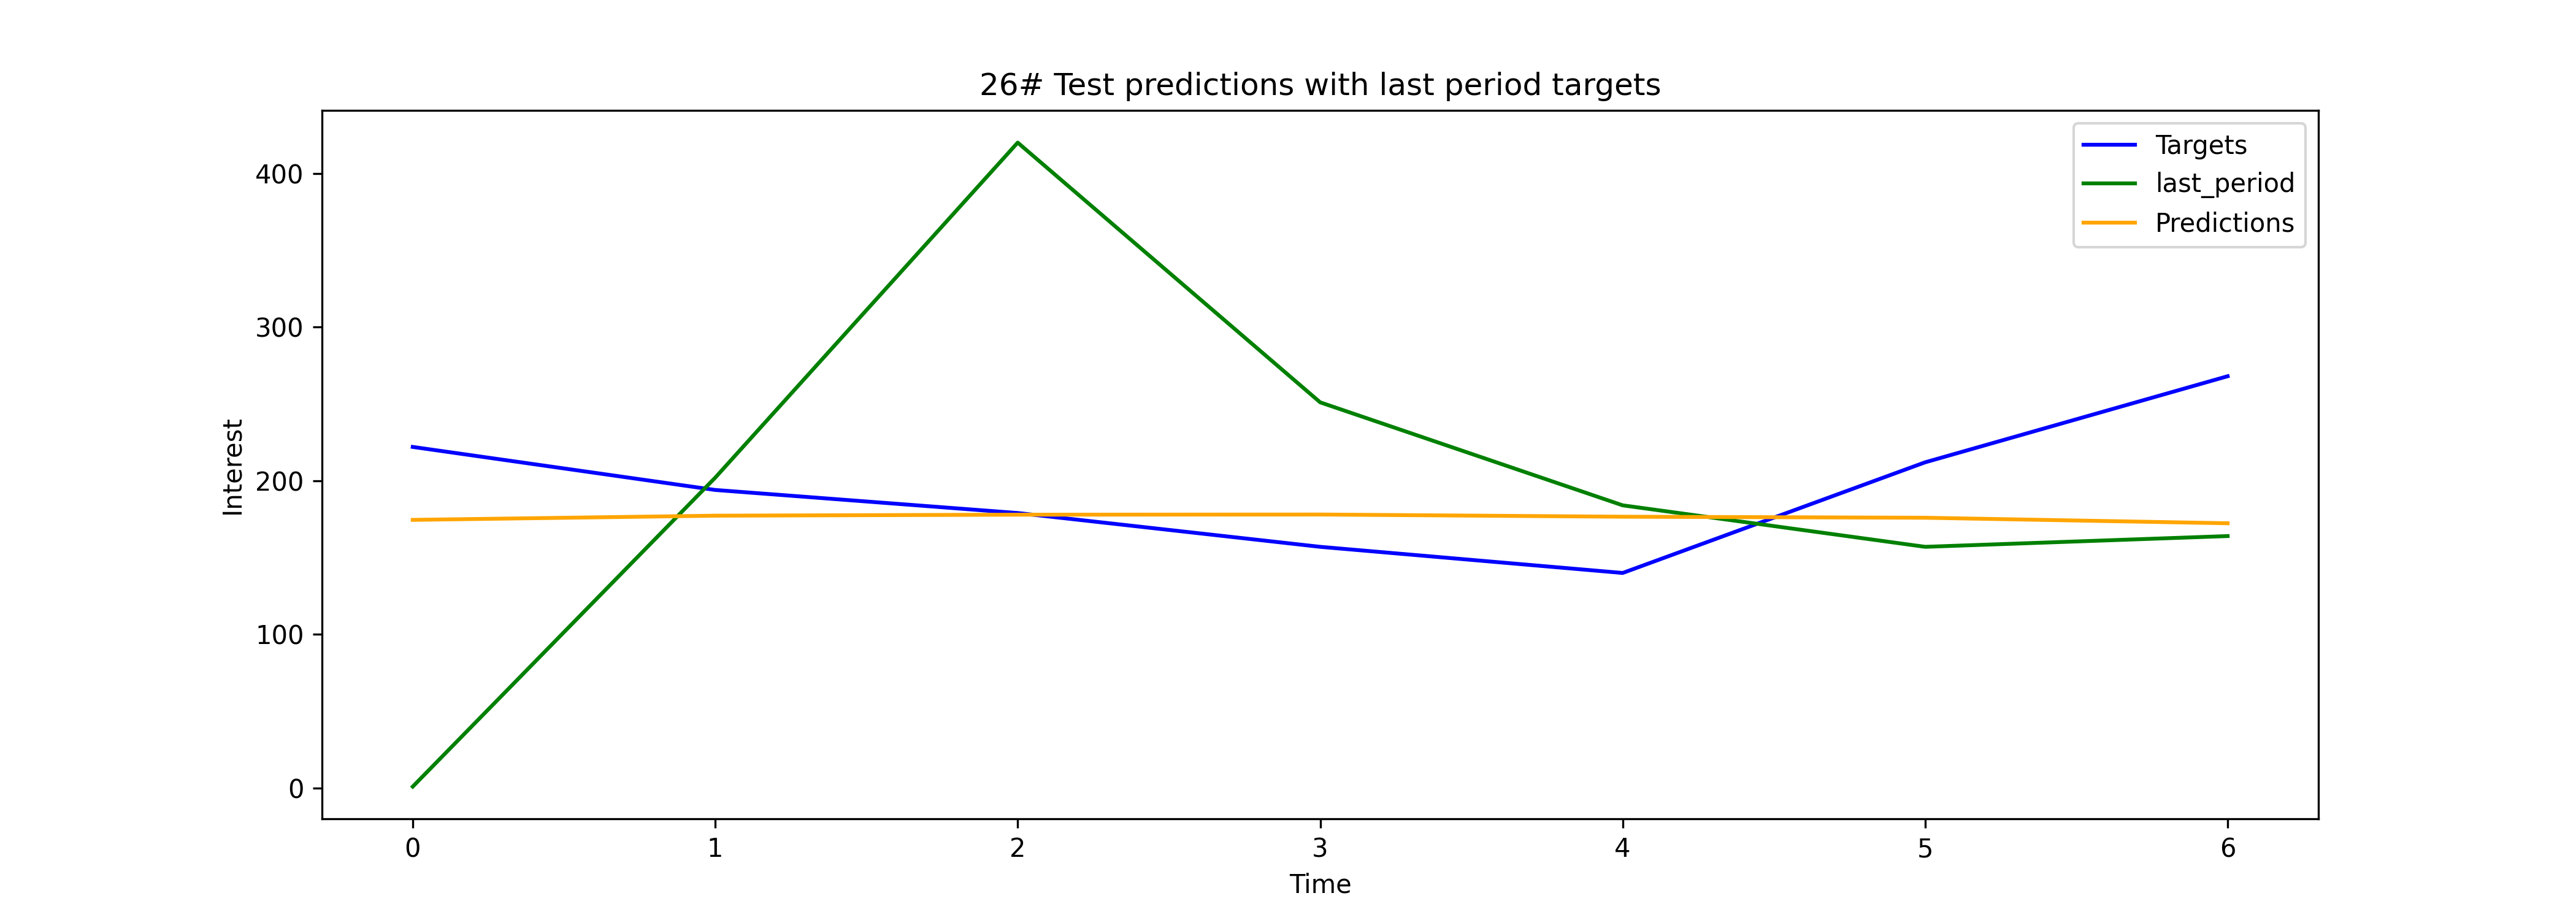 26# Test predictions with last period targets
Targets
last_period
Predictions
400
300
200
100
0
Interest
0 1 2 3 4 5 6
Time